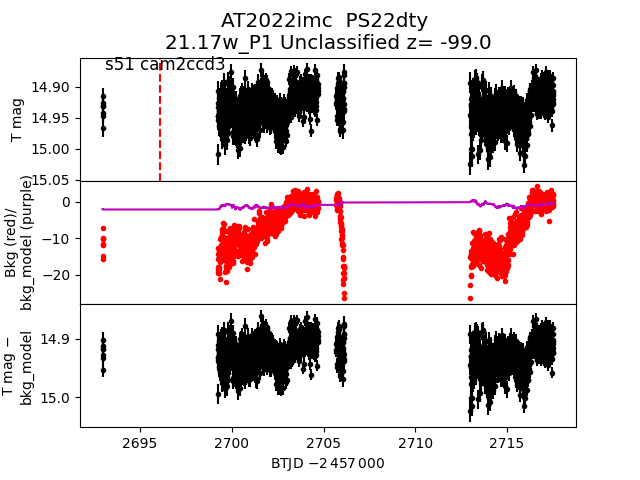 AT2022imc  PS22dty
21.17w_P1 Unclassified z= -99.0
s51 cam2ccd3
T mag
14.90
14.95
15.00
15.05
Bkg (red)/
bkg_model (purple)
0
−10
−20
T mag −
bkg_model
14.9
15.0
2695
2700
2705
2710
2715
BTJD −2 457 000